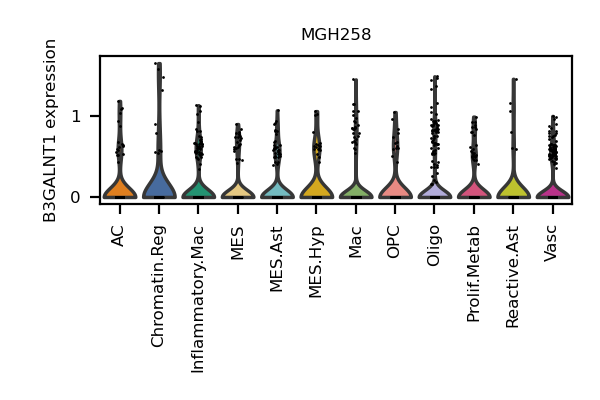 MGH258
B3GALNT1 expression
1
0
AC
Chromatin.Reg
Inflammatory.Mac
MES
MES.Ast
MES.Hyp
Mac
OPC
Oligo
Prolif.Metab
Reactive.Ast
Vasc